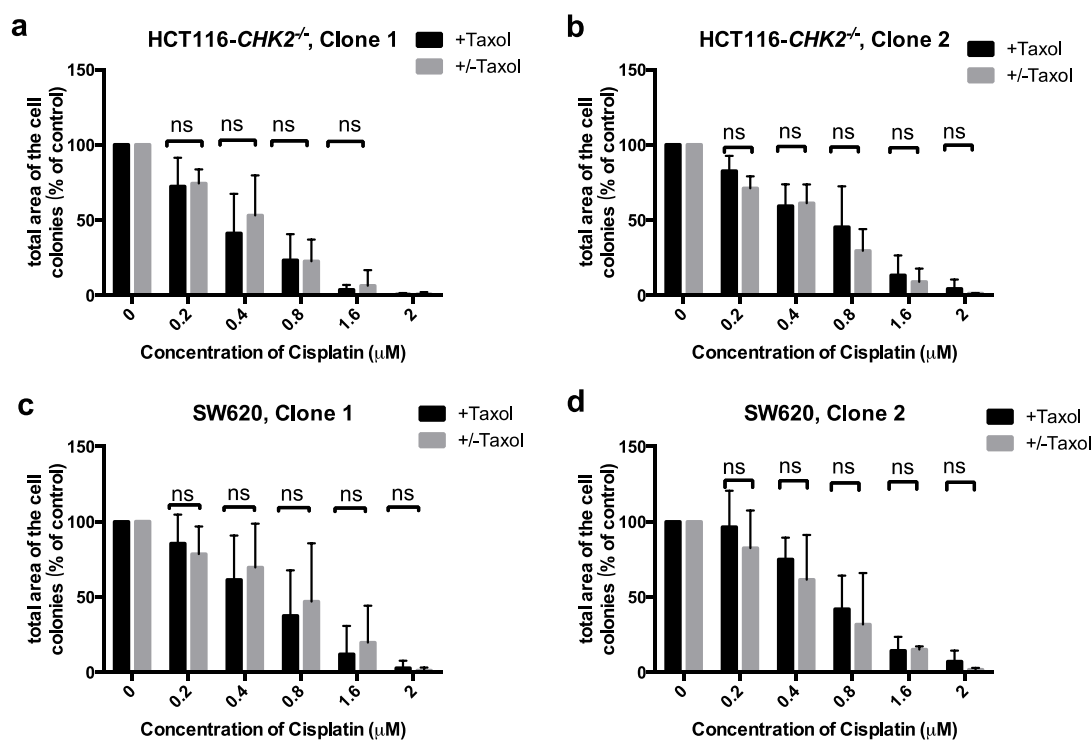 a
HCT116-CHK2-/-, Clone 1
+Taxol
+/-Taxol
total area of the cell
colonies (% of control)
150
100
50
0
ns ns ns ns
0 0.2 0.4 0.8 1.6 2
Concentration of Cisplatin (μM)
b
HCT116-CHK2-/-, Clone 2
+Taxol
+/-Taxol
total area of the cell
colonies (% of control)
150
100
50
0
ns ns ns ns ns
0 0.2 0.4 0.8 1.6 2
Concentration of Cisplatin (μM)
c
SW620, Clone 1
+Taxol
+/-Taxol
total area of the cell
colonies (% of control)
150
100
50
0
ns ns ns ns ns
0 0.2 0.4 0.8 1.6 2
Concentration of Cisplatin (μM)
d
SW620, Clone 2
+Taxol
+/-Taxol
total area of the cell
colonies (% of control)
150
100
50
0
ns ns ns ns ns
0 0.2 0.4 0.8 1.6 2
Concentration of Cisplatin (μM)